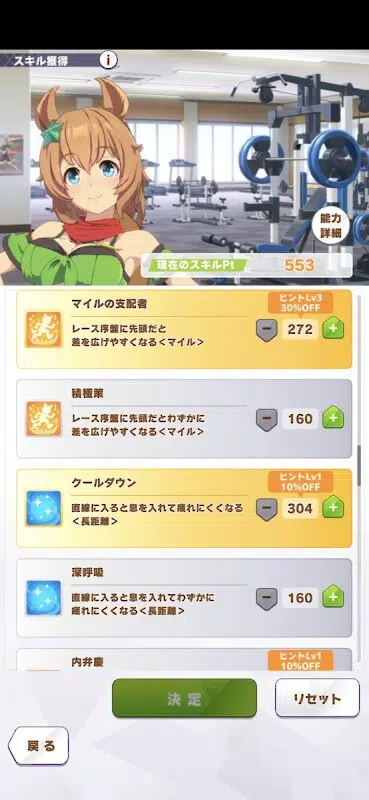 スキル獲得 i
能力
詳細
現在のスキルPt 553
ヒントLv3
30%OFF
マイルの支配者
レース序盤に先頭だと
差を広げやすくなる＜マイル＞
272
積極策
レース序盤に先頭だとわずかに
差を広げやすくなる＜マイル＞
160
ヒントLv1
10%OFF
クールダウン
直線に入ると息を入れて疲れにくくなる
＜長距離＞
304
深呼吸
直線に入ると息を入れてわずかに
疲れにくくなる＜長距離＞
160
ヒントLv1
10%OFF
内弁慶
決定
リセット
戻る